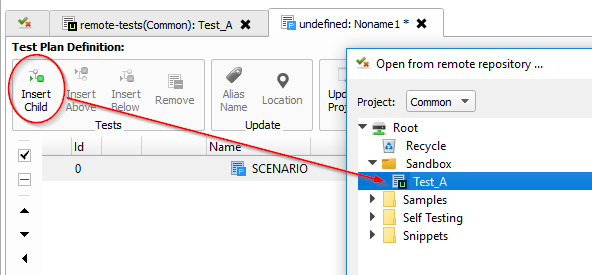 remote-tests(Common): Test_A
undefined: Noname1 *
Test Plan Definition:
Insert Child
Insert Above
Insert Below
Remove
Tests
Alias Name
Location
Update
Id
Name
0
SCENARIO
Open from remote repository ...
Project:
Common
Root
Recycle
Sandbox
Test_A
Samples
Self Testing
Snippets